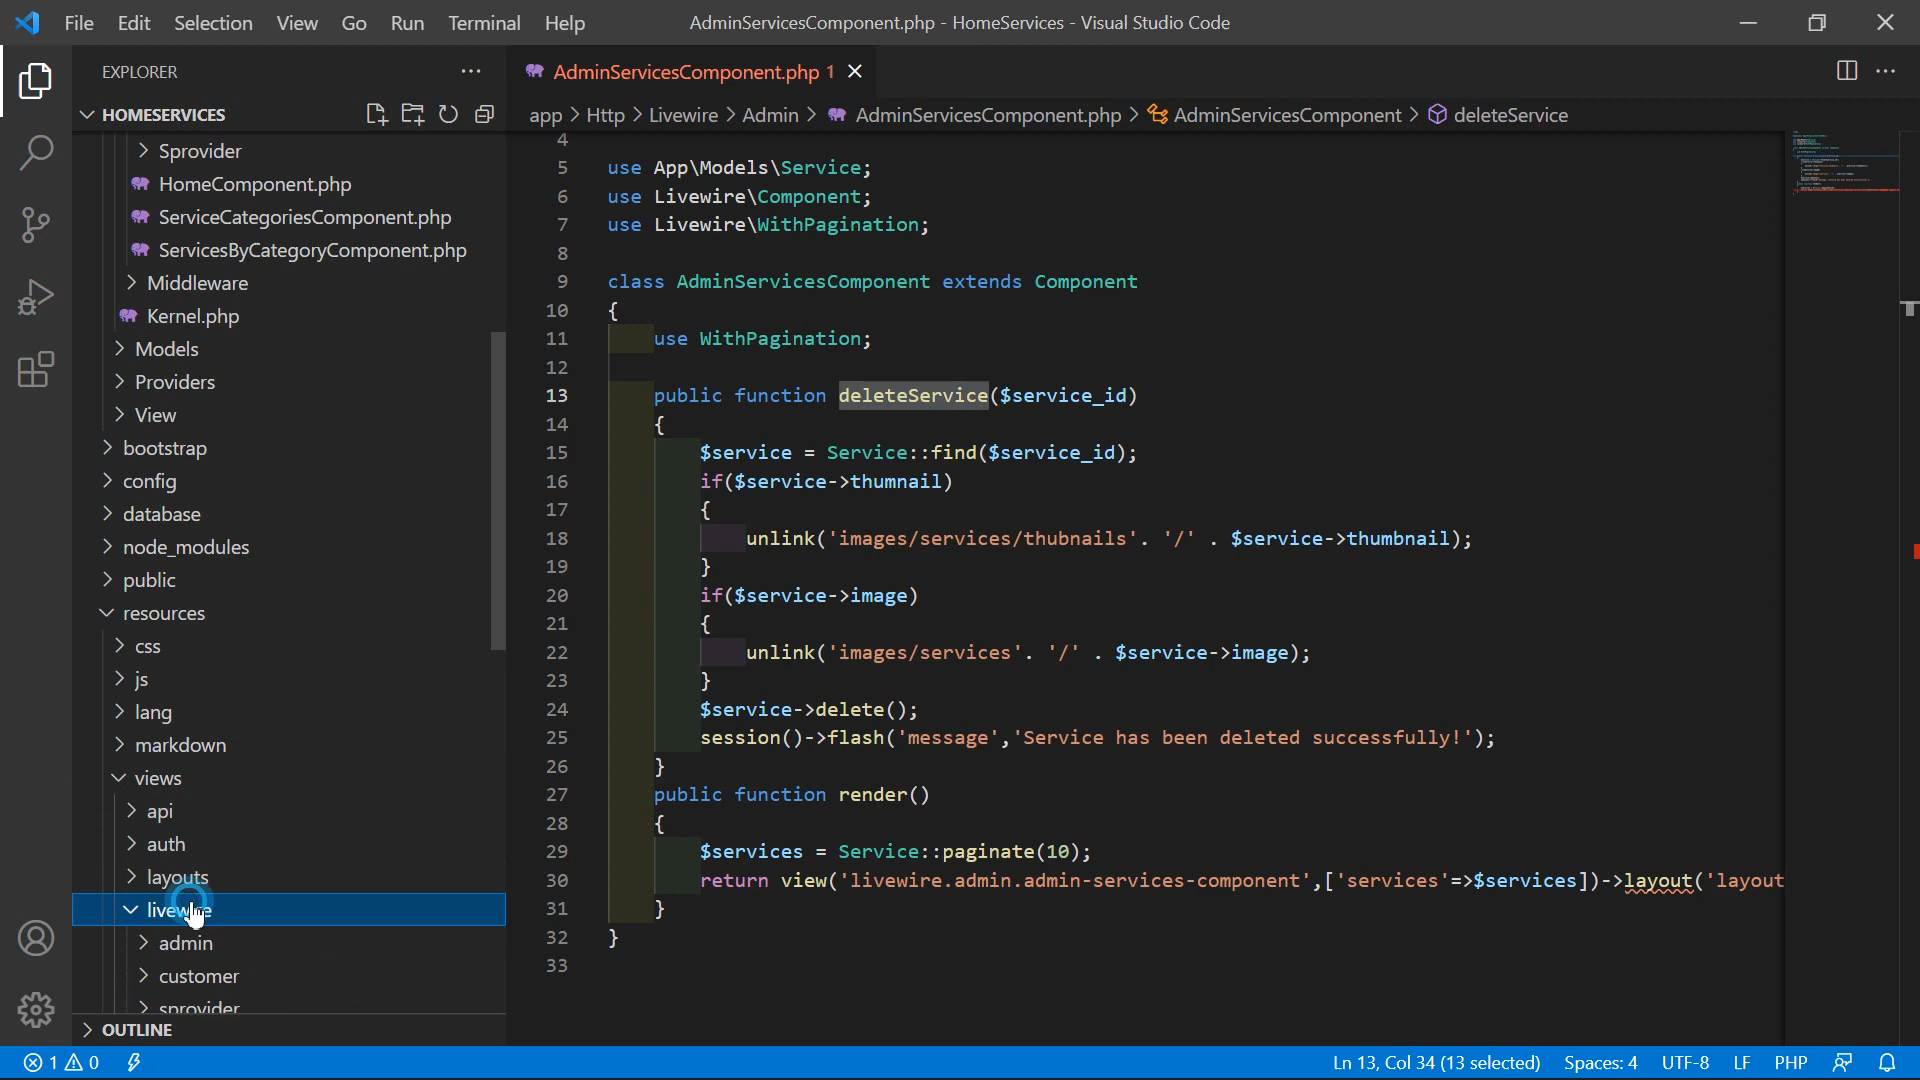 File Edit Selection View Go Run Terminal Help
AdminServicesComponent.php - HomeServices - Visual Studio Code
EXPLORER
HOMESERVICES
Sprovider
HomeComponent.php
ServiceCategoriesComponent.php
ServicesByCategoryComponent.php
Middleware
Kernel.php
Models
Providers
View
bootstrap
config
database
node_modules
public
resources
css
js
lang
markdown
views
api
auth
layouts
livewire
admin
customer
sprovider
OUTLINE
AdminServicesComponent.php 1
app > Http > Livewire > Admin > AdminServicesComponent.php > AdminServicesComponent > deleteService
4
5 use App\Models\Service;
6 use Livewire\Component;
7 use Livewire\WithPagination;
8
9 class AdminServicesComponent extends Component
10 {
11 use WithPagination;
12
13 public function deleteService($service_id)
14 {
15 $service = Service::find($service_id);
16 if($service->thumnail)
17 {
18 unlink('images/services/thubnails'. '/' . $service->thumbnail);
19 }
20 if($service->image)
21 {
22 unlink('images/services'. '/' . $service->image);
23 }
24 $service->delete();
25 session()->flash('message','Service has been deleted successfully!');
26 }
27 public function render()
28 {
29 $services = Service::paginate(10);
30 return view('livewire.admin.admin-services-component',['services'=>$services])->layout('layout
31 }
32 }
33
1 0
Ln 13, Col 34 (13 selected) Spaces: 4 UTF-8 LF PHP